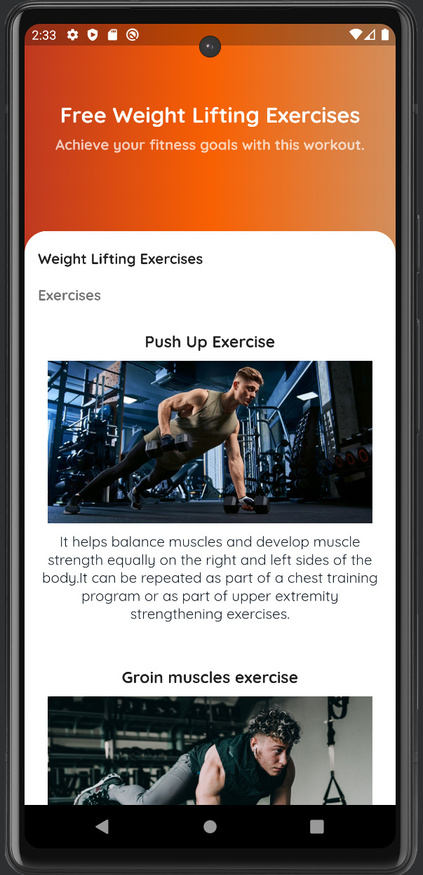 2:33
Free Weight Lifting Exercises
Achieve your fitness goals with this workout.
Weight Lifting Exercises
Exercises
Push Up Exercise
It helps balance muscles and develop muscle
strength equally on the right and left sides of the
body.It can be repeated as part of a chest training
program or as part of upper extremity
strengthening exercises.
Groin muscles exercise